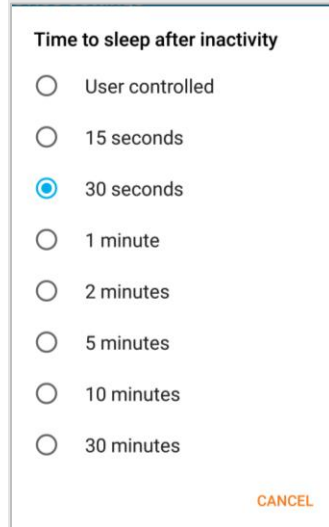 Time to sleep after inactivity
User controlled
15 seconds
30 seconds
1 minute
2 minutes
5 minutes
10 minutes
30 minutes
CANCEL